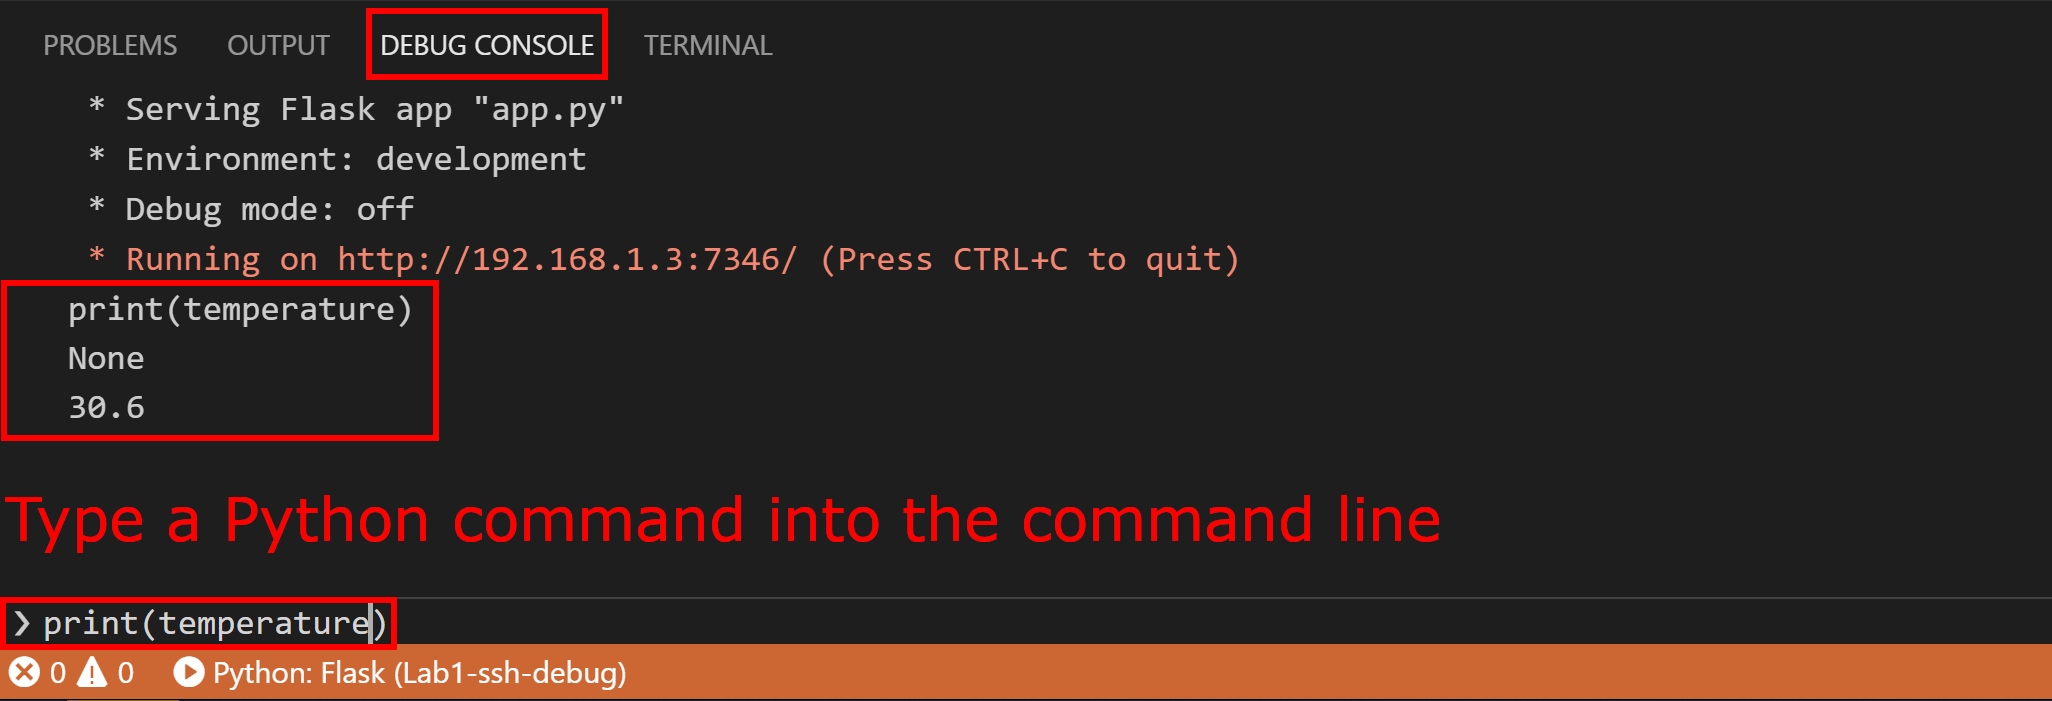 PROBLEMS OUTPUT DEBUG CONSOLE TERMINAL
* Serving Flask app "app.py"
* Environment: development
* Debug mode: off
* Running on http://192.168.1.3:7346/ (Press CTRL+C to quit)
print(temperature)
None
30.6
Type a Python command into the command line
❯ print(temperature)
0 0 Python: Flask (Lab1-ssh-debug)